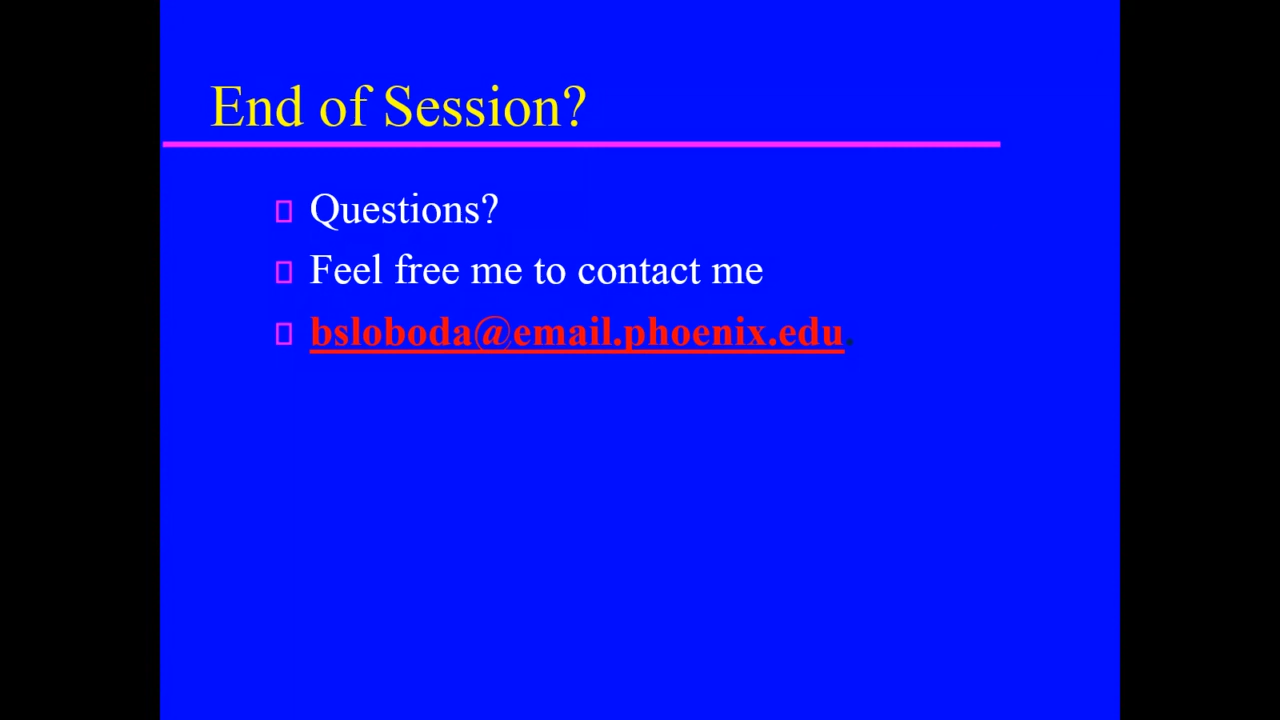 End of Session?
Questions?
Feel free me to contact me
bsloboda@email.phoenix.edu.